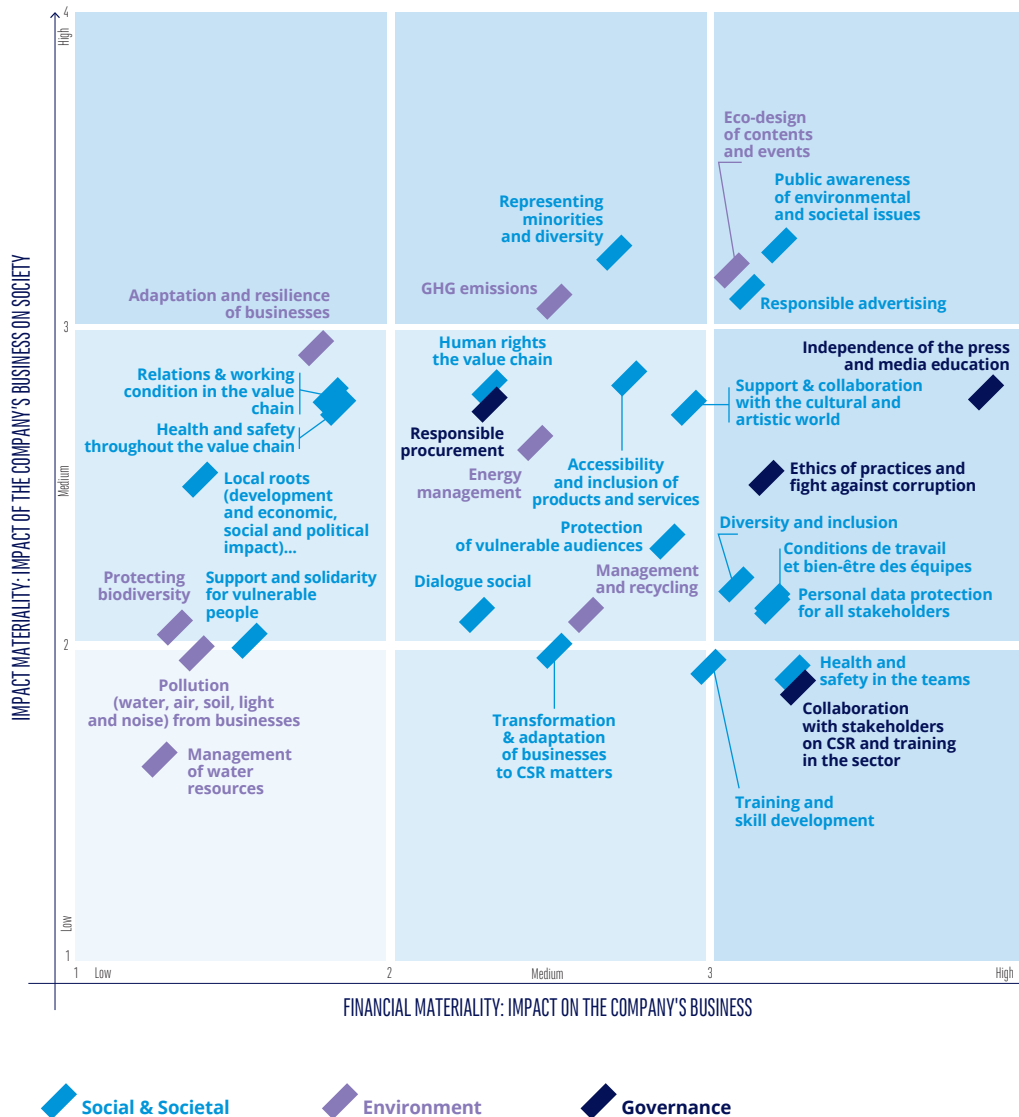 4
High
Eco-design
of contents
and events
Public awareness
of environmental
and societal issues
Representing
minorities
and diversity
GHG emissions
Adaptation and resilience
of businesses
Responsible advertising
IMPACT MATERIALITY: IMPACT OF THE COMPANY'S BUSINESS ON SOCIETY
3
Human rights
the value chain
Independence of the press
and media education
Relations & working
condition in the value
chain
Support & collaboration
with the cultural and
artistic world
Health and safety
throughout the value chain
Responsible
procurement
Medium
Energy
management
Accessibility
and inclusion of
products and services
Ethics of practices and
fight against corruption
Local roots
(development
and economic,
social and political
impact)...
Protection
of vulnerable audiences
Diversity and inclusion
Conditions de travail
et bien-être des équipes
Protecting
biodiversity
Support and solidarity
for vulnerable
people
Dialogue social
Management
and recycling
Personal data protection
for all stakeholders
2
Pollution
(water, air, soil, light
and noise) from businesses
Health and
safety in the teams
Management
of water
resources
Transformation
& adaptation
of businesses
to CSR matters
Collaboration
with stakeholders
on CSR and training
in the sector
Training and
skill development
Low
1
1 Low 2 Medium 3 High
FINANCIAL MATERIALITY: IMPACT ON THE COMPANY'S BUSINESS
Social & Societal
Environment
Governance